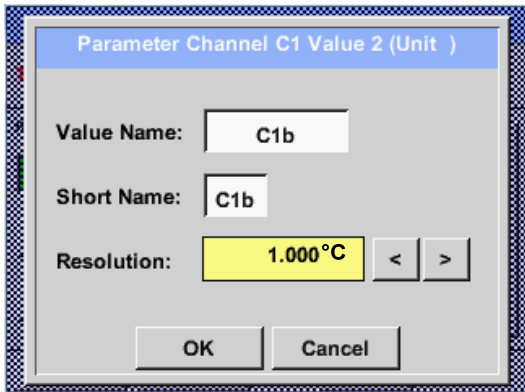 Parameter Channel C1 Value 2 (Unit  )
Value Name: C1b
Short Name: C1b
Resolution: 1.000°C < >
OK Cancel